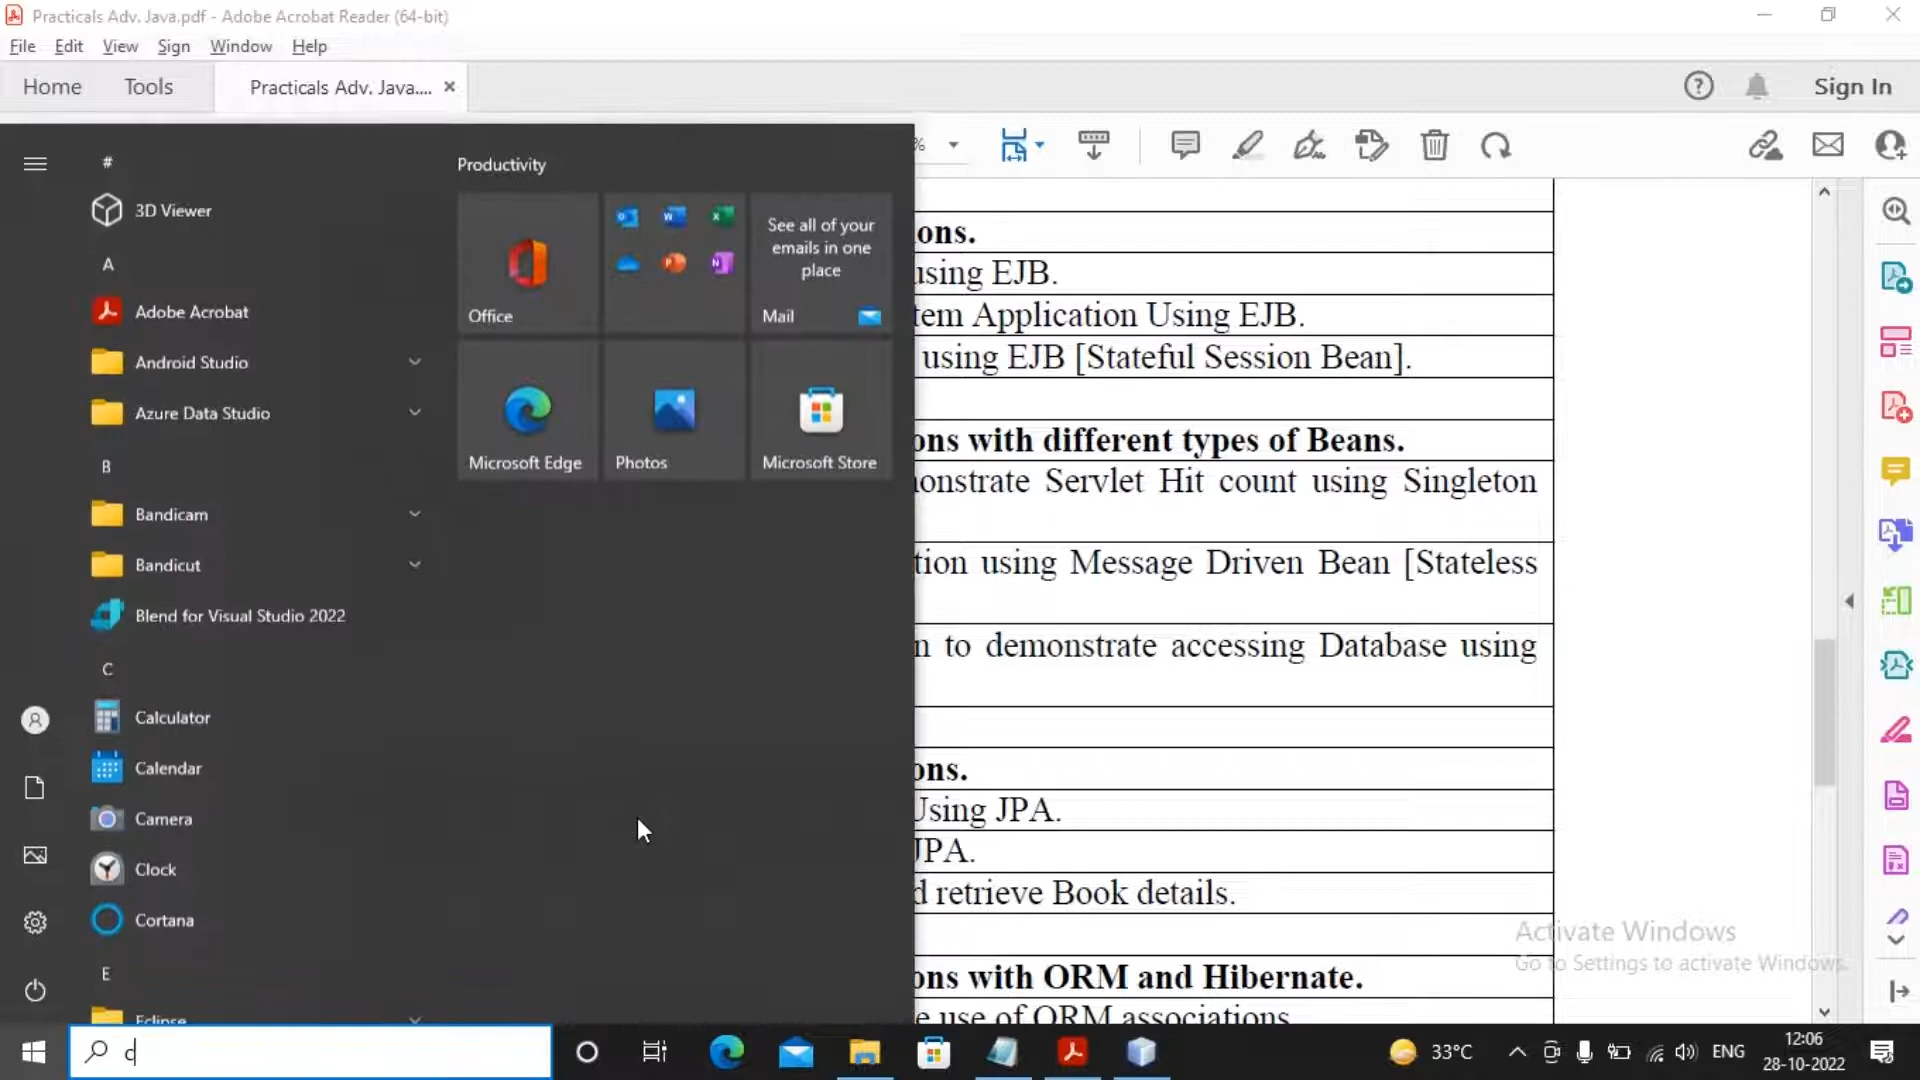 Practicals Adv. Java.pdf - Adobe Acrobat Reader (64-bit)
File Edit View Sign Window Help
Home Tools Practicals Adv. Java.... Sign In
%
#
3D Viewer
A
Adobe Acrobat
Android Studio
Azure Data Studio
B
Bandicam
Bandicut
Blend for Visual Studio 2022
C
Calculator
Calendar
Camera
Clock
Cortana
E
Eclipse
Productivity
Office
See all of your
emails in one
place
Mail
Microsoft Edge
Photos
Microsoft Store
ons.
using EJB.
tem Application Using EJB.
using EJB [Stateful Session Bean].
ons with different types of Beans.
onstrate Servlet Hit count using Singleton
tion using Message Driven Bean [Stateless
n to demonstrate accessing Database using
ons.
Using JPA.
JPA.
d retrieve Book details.
ons with ORM and Hibernate.
e use of ORM associations
Activate Windows
Go to Settings to activate Windows.
c
33°C
ENG
12:06
28-10-2022